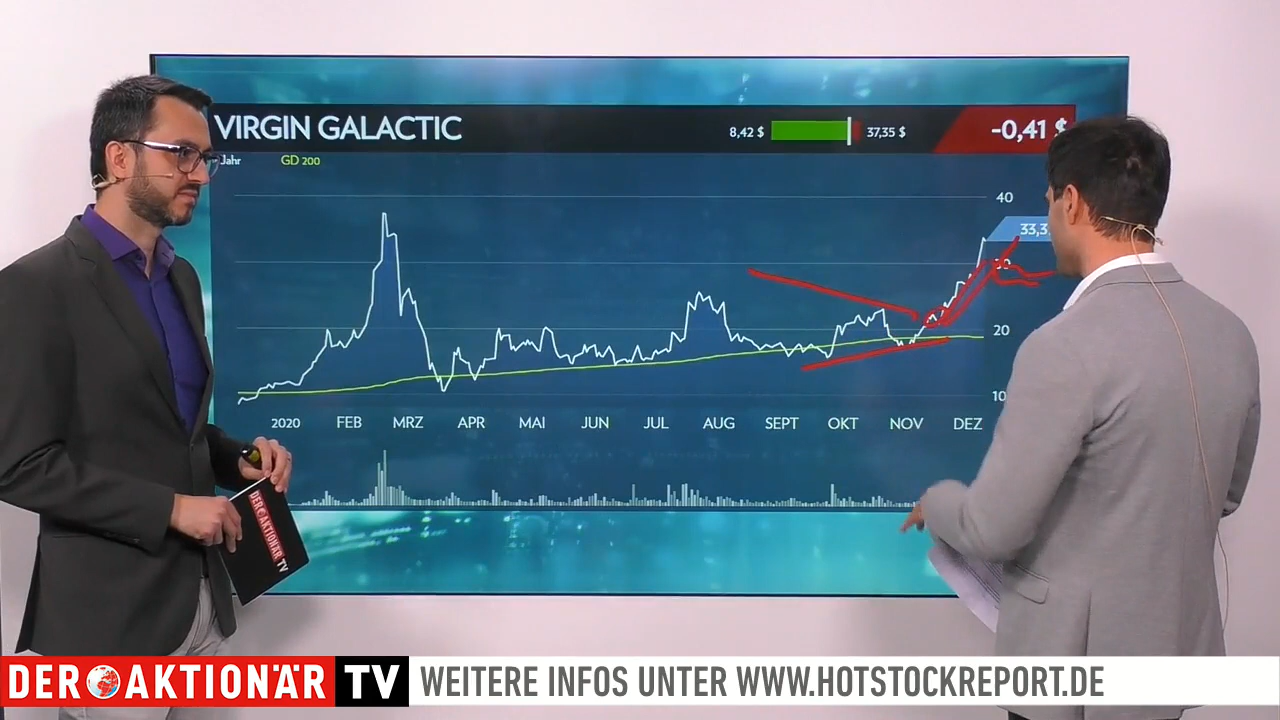 VIRGIN GALACTIC
8,42 $
37,35 $
-0,41 $
Jahr
GD 200
40
33,3
20
10
2020 FEB MRZ APR MAI JUN JUL AUG SEPT OKT NOV DEZ
DER AKTIONÄR TV
DER AKTIONÄR TV
WEITERE INFOS UNTER WWW.HOTSTOCKREPORT.DE